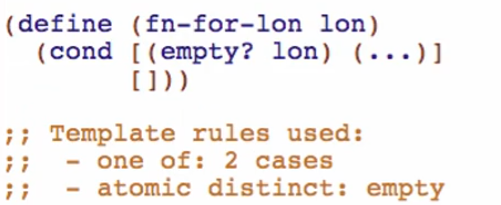 (define (fn-for-lon lon)
  (cond [(empty? lon) (...)]
        []))
;; Template rules used:
;;  - one of: 2 cases
;;  - atomic distinct: empty